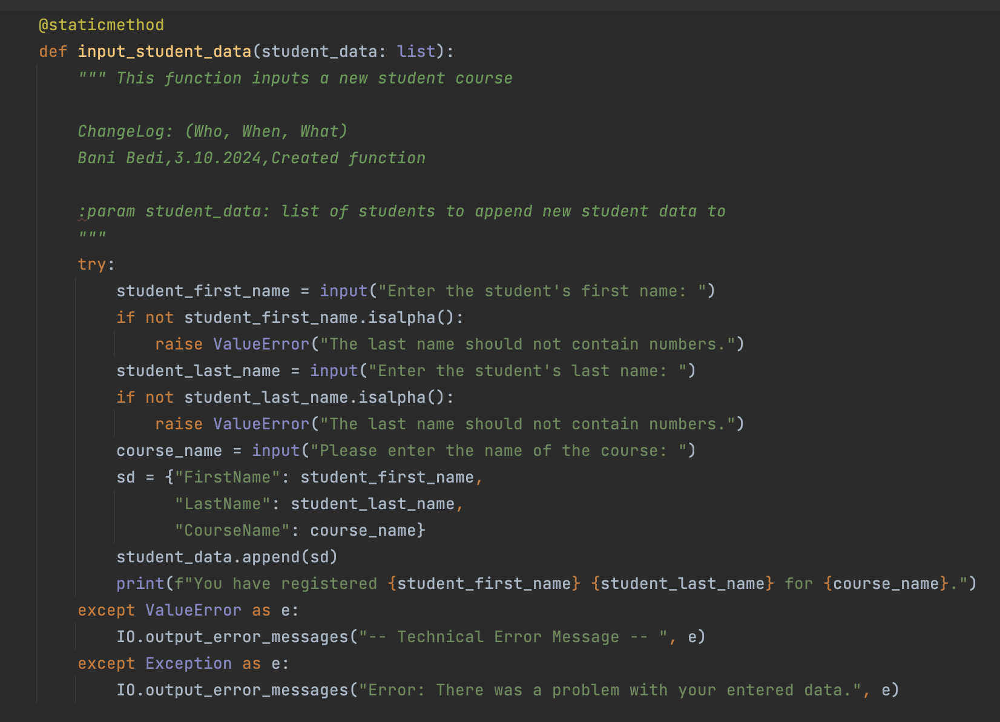 @staticmethod
def input_student_data(student_data: list):
    """ This function inputs a new student course

    ChangeLog: (Who, When, What)
    Bani Bedi,3.10.2024,Created function

    :param student_data: list of students to append new student data to
    """
    try:
        student_first_name = input("Enter the student's first name: ")
        if not student_first_name.isalpha():
            raise ValueError("The last name should not contain numbers.")
        student_last_name = input("Enter the student's last name: ")
        if not student_last_name.isalpha():
            raise ValueError("The last name should not contain numbers.")
        course_name = input("Please enter the name of the course: ")
        sd = {"FirstName": student_first_name,
              "LastName": student_last_name,
              "CourseName": course_name}
        student_data.append(sd)
        print(f"You have registered {student_first_name} {student_last_name} for {course_name}.")
    except ValueError as e:
        IO.output_error_messages("-- Technical Error Message -- ", e)
    except Exception as e:
        IO.output_error_messages("Error: There was a problem with your entered data.", e)